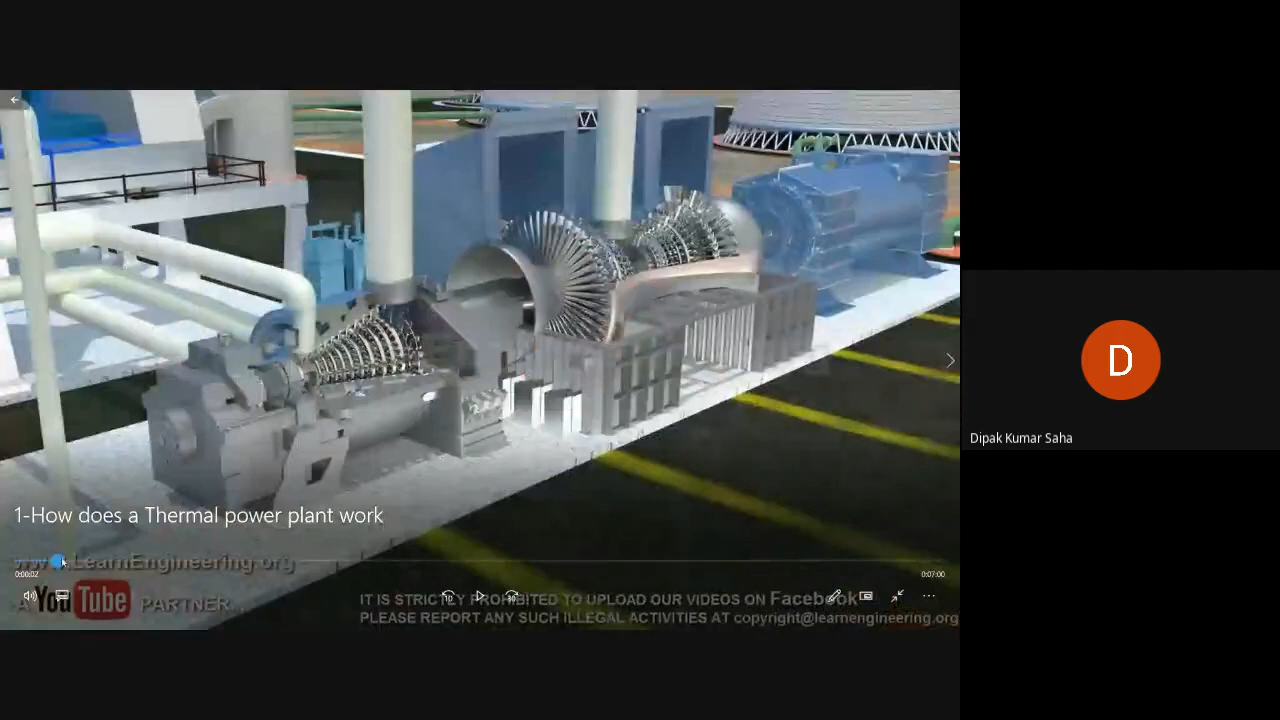 1-How does a Thermal power plant work
www.LearnEngineering.org
0:00:02
0:07:00
10
30
A YouTube PARTNER...
IT IS STRICTLY PROHIBITED TO UPLOAD OUR VIDEOS ON Facebook
PLEASE REPORT ANY SUCH ILLEGAL ACTIVITIES AT copyright@learnengineering.org
D
Dipak Kumar Saha